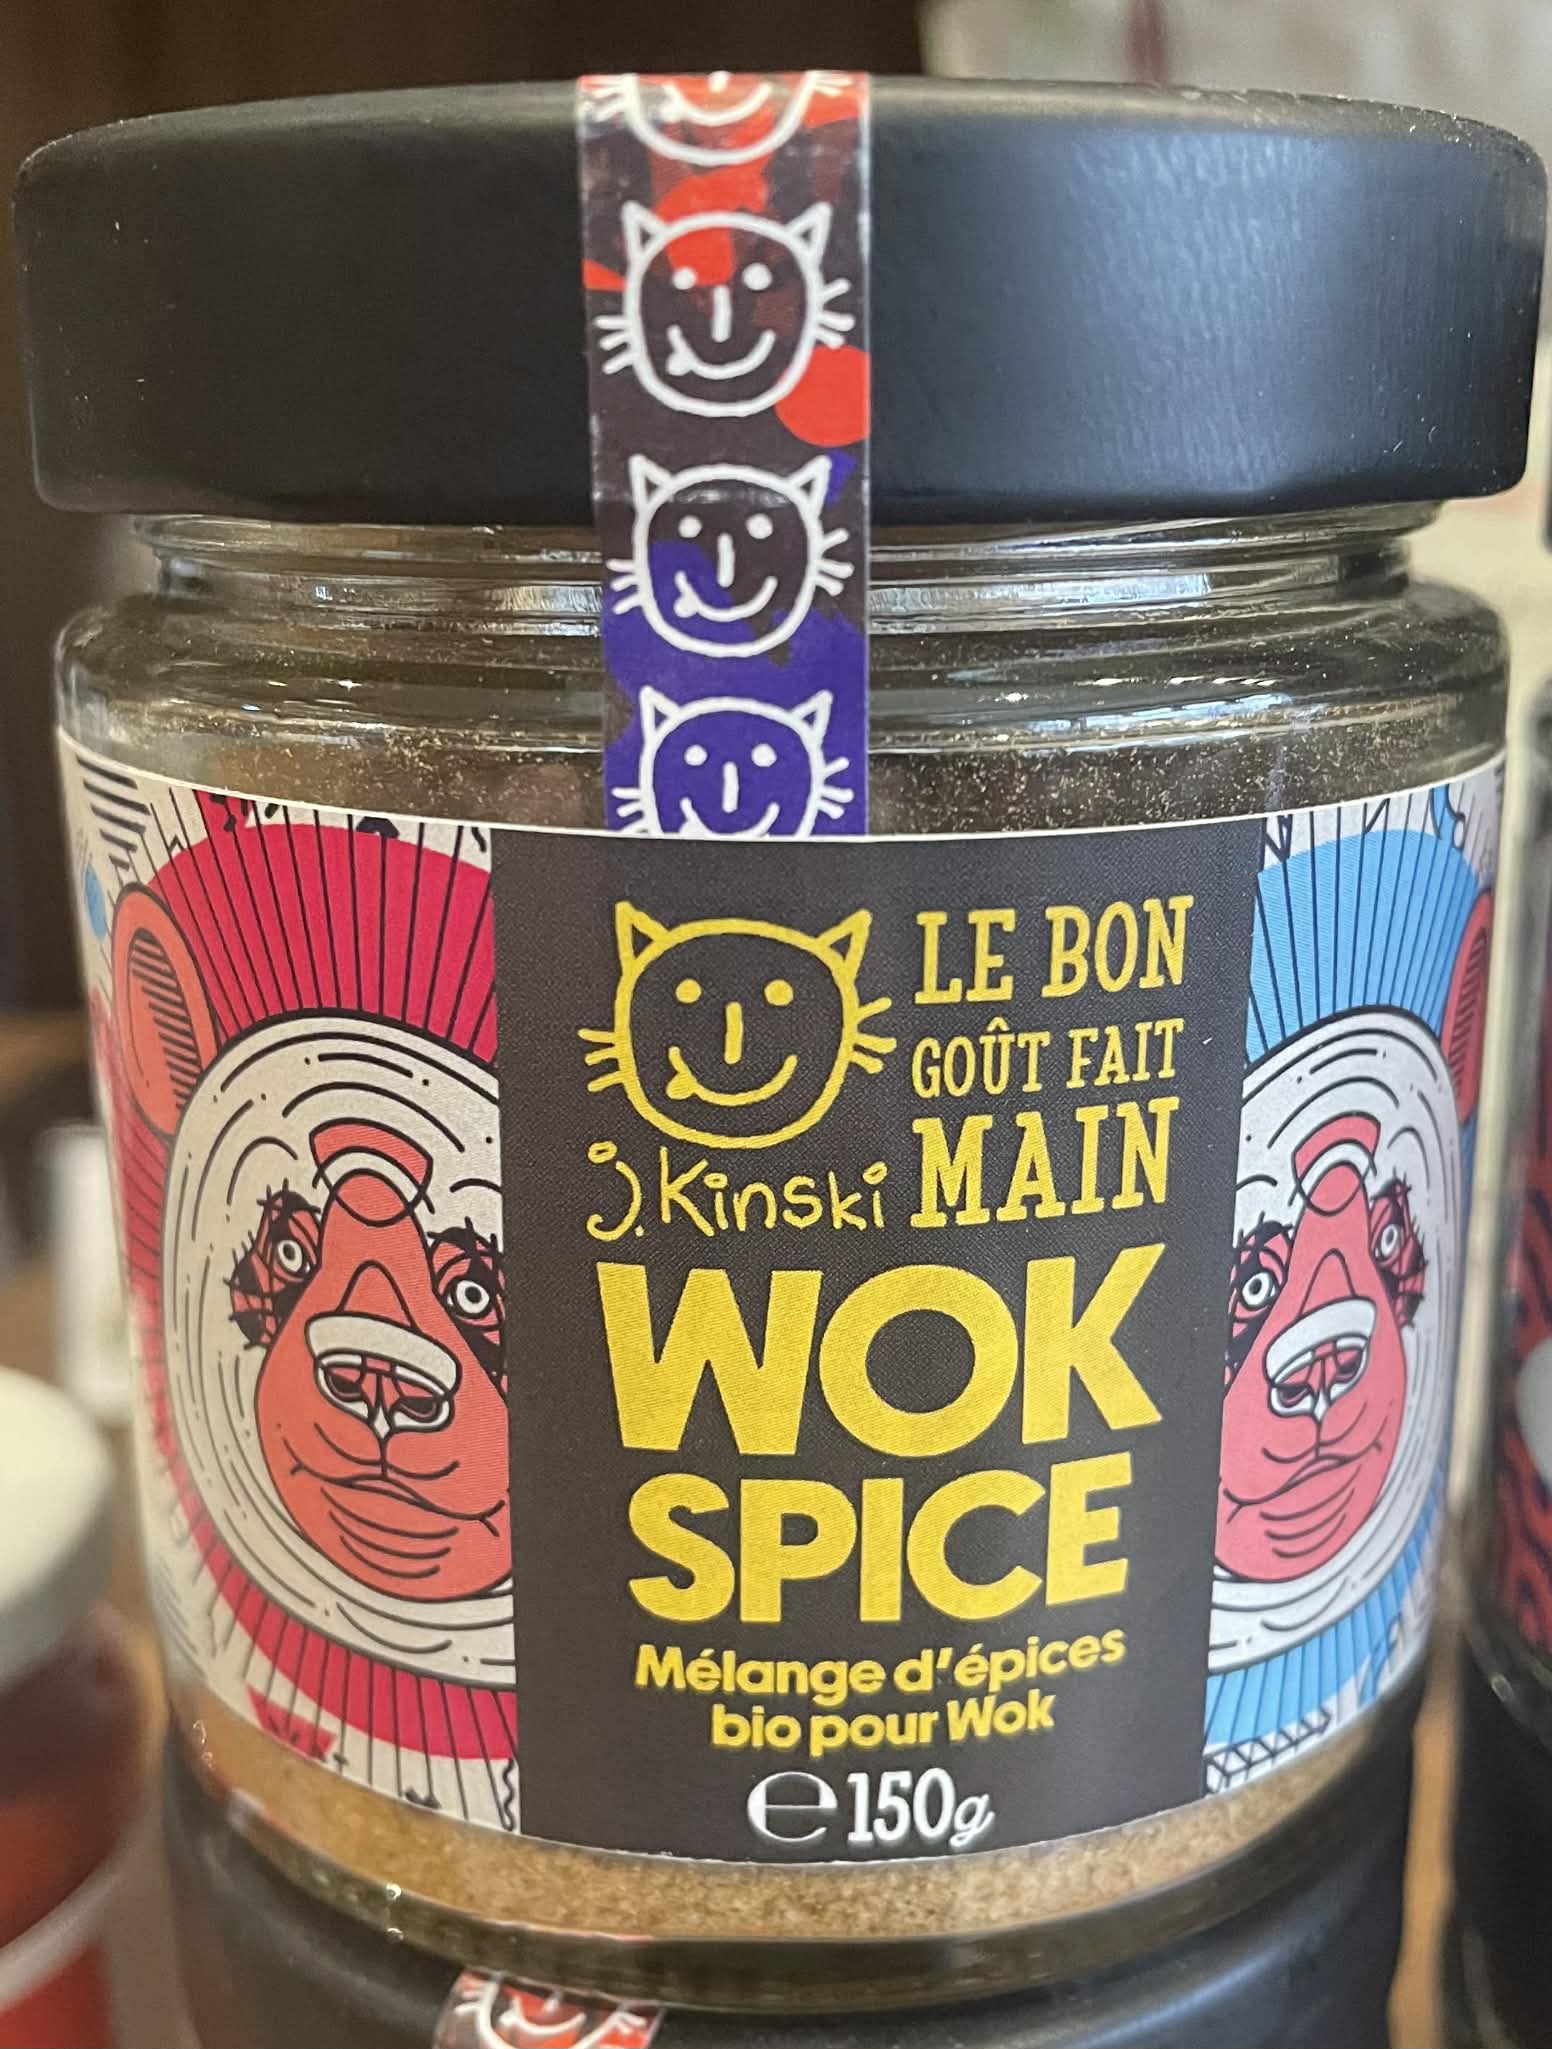 LE BON
GOÛT FAIT
MAIN
j. Kinski
WOK
SPICE
Mélange d'épices
bio pour Wok
℮ 150g